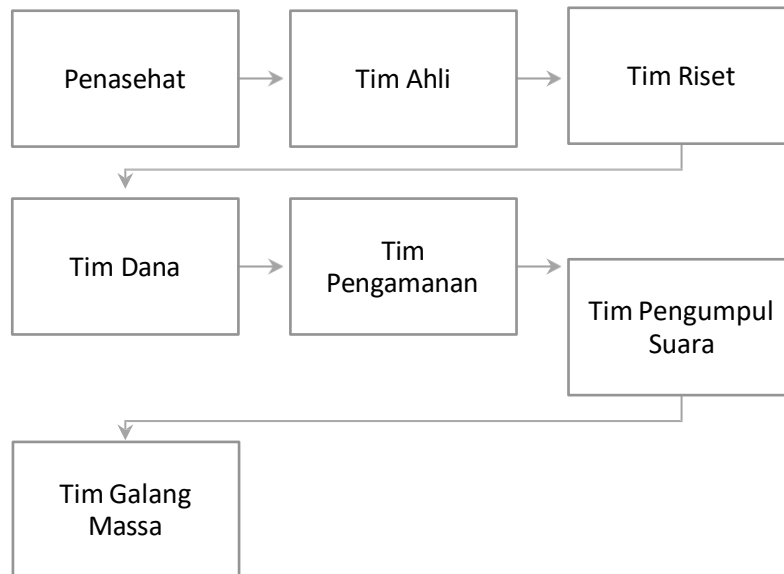 Penasehat
Tim Ahli
Tim Riset
Tim Dana
Tim
Pengamanan
Tim Pengumpul
Suara
Tim Galang
Massa